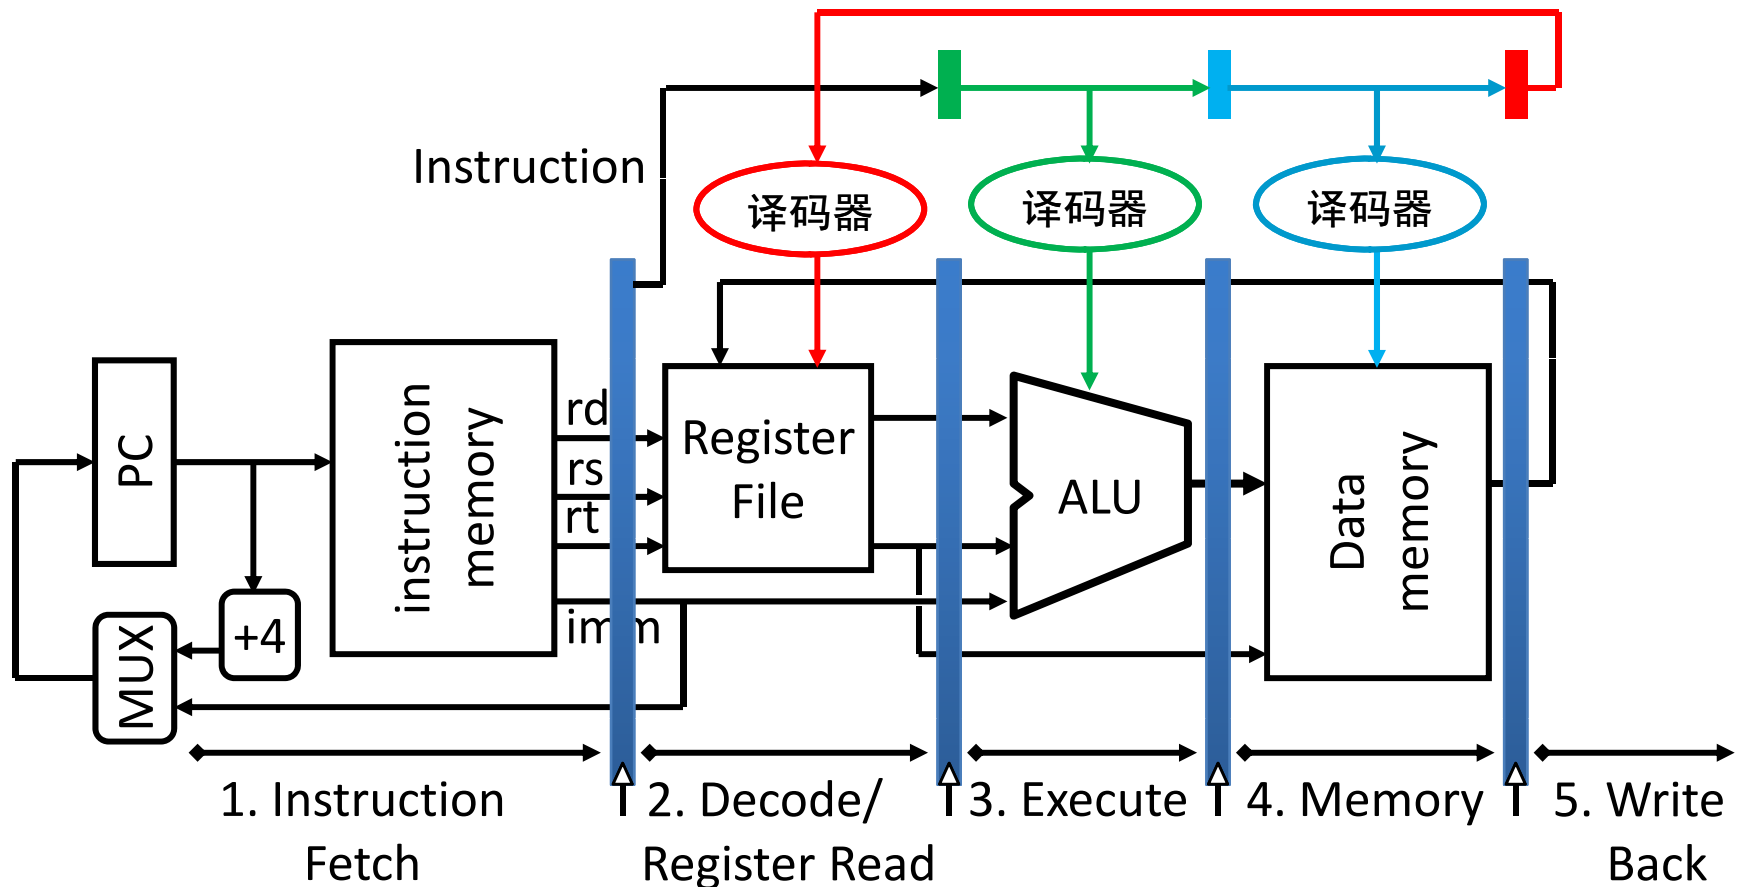 Instruction
译码器
译码器
译码器
PC
+4
MUX
instruction
memory
rd
rs
rt
imm
Register
File
ALU
Data
memory
1. Instruction
Fetch
2. Decode/
Register Read
3. Execute
4. Memory
5. Write
Back